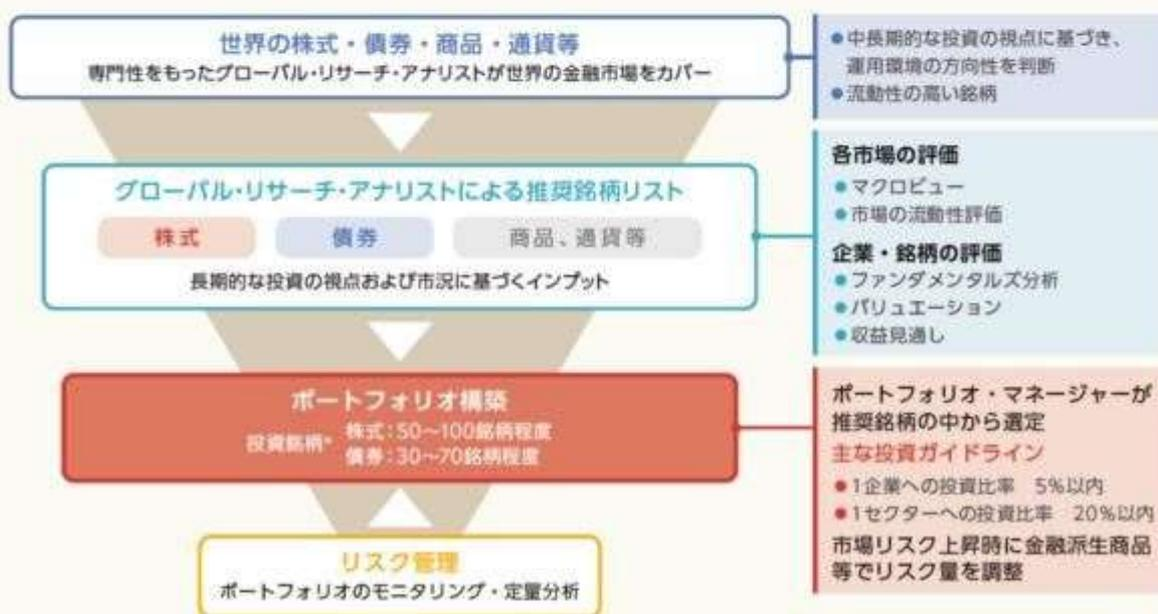 世界の株式・債券・商品・通貨等
専門性をもったグローバル・リサーチ・アナリストが世界の金融市場をカバー
●中長期的な投資の視点に基づき、
運用環境の方向性を判断
●流動性の高い銘柄
グローバル・リサーチ・アナリストによる推奨銘柄リスト
株式 債券 商品、通貨等
長期的な投資の視点および市況に基づくインプット
各市場の評価
●マクロビュー
●市場の流動性評価
企業・銘柄の評価
●ファンダメンタルズ分析
●バリュエーション
●収益見通し
ポートフォリオ構築
投資銘柄* 株式:50〜100銘柄程度
債券:30〜70銘柄程度
ポートフォリオ・マネージャーが
推奨銘柄の中から選定
主な投資ガイドライン
●1企業への投資比率 5%以内
●1セクターへの投資比率 20%以内
市場リスク上昇時に金融派生商品
等でリスク量を調整
リスク管理
ポートフォリオのモニタリング・定量分析